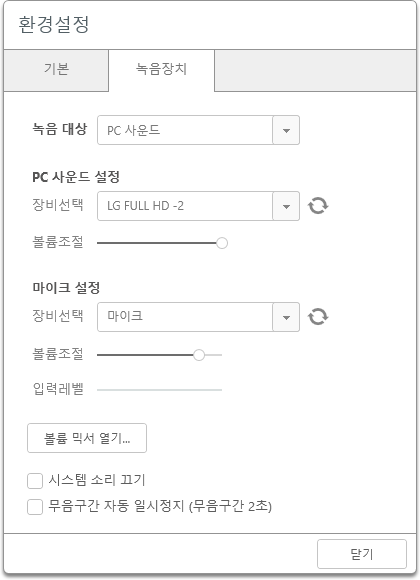 환경설정
기본 녹음장치
녹음 대상 PC 사운드
PC 사운드 설정
장비선택 LG FULL HD -2
볼륨조절
마이크 설정
장비선택 마이크
볼륨조절
입력레벨
볼륨 믹서 열기...
시스템 소리 끄기
무음구간 자동 일시정지 (무음구간 2초)
닫기